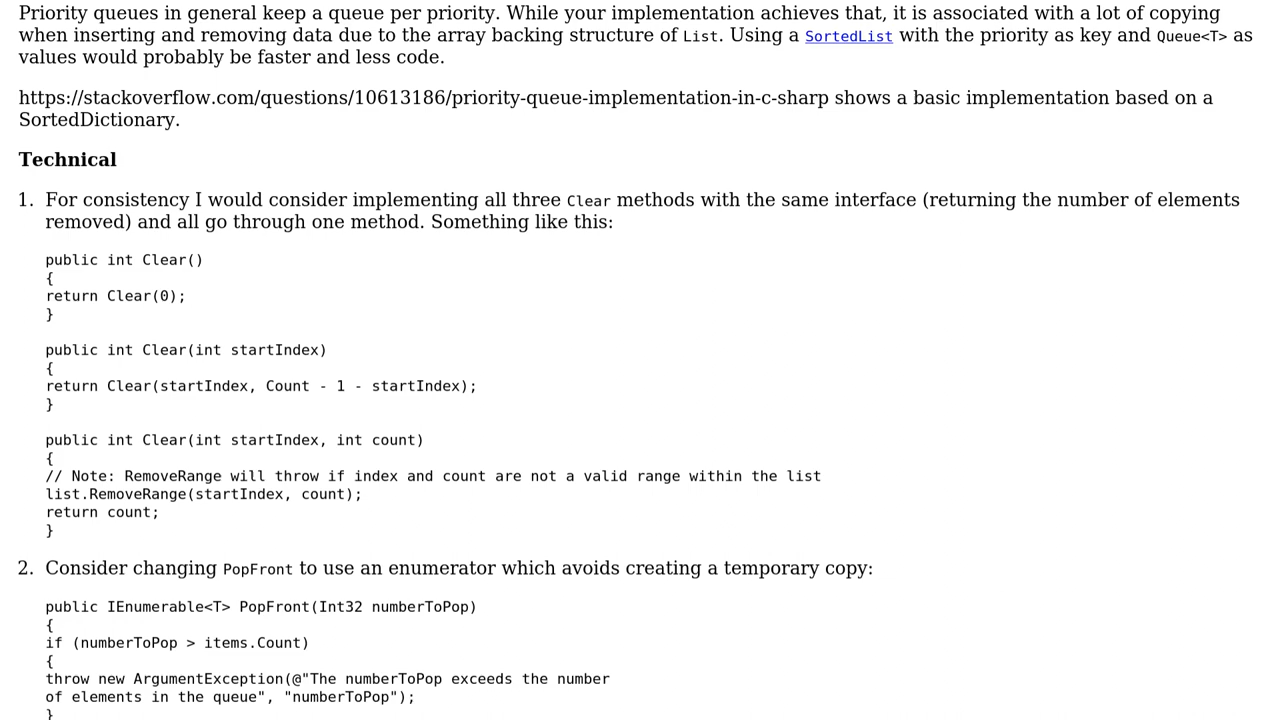 Priority queues in general keep a queue per priority. While your implementation achieves that, it is associated with a lot of copying
when inserting and removing data due to the array backing structure of List. Using a SortedList with the priority as key and Queue<T> as
values would probably be faster and less code.
https://stackoverflow.com/questions/10613186/priority-queue-implementation-in-c-sharp shows a basic implementation based on a
SortedDictionary.
Technical
1. For consistency I would consider implementing all three Clear methods with the same interface (returning the number of elements
removed) and all go through one method. Something like this:
public int Clear()
{
return Clear(0);
}
public int Clear(int startIndex)
{
return Clear(startIndex, Count - 1 - startIndex);
}
public int Clear(int startIndex, int count)
{
// Note: RemoveRange will throw if index and count are not a valid range within the list
list.RemoveRange(startIndex, count);
return count;
}
2. Consider changing PopFront to use an enumerator which avoids creating a temporary copy:
public IEnumerable<T> PopFront(Int32 numberToPop)
{
if (numberToPop > items.Count)
{
throw new ArgumentException(@"The numberToPop exceeds the number
of elements in the queue", "numberToPop");
}